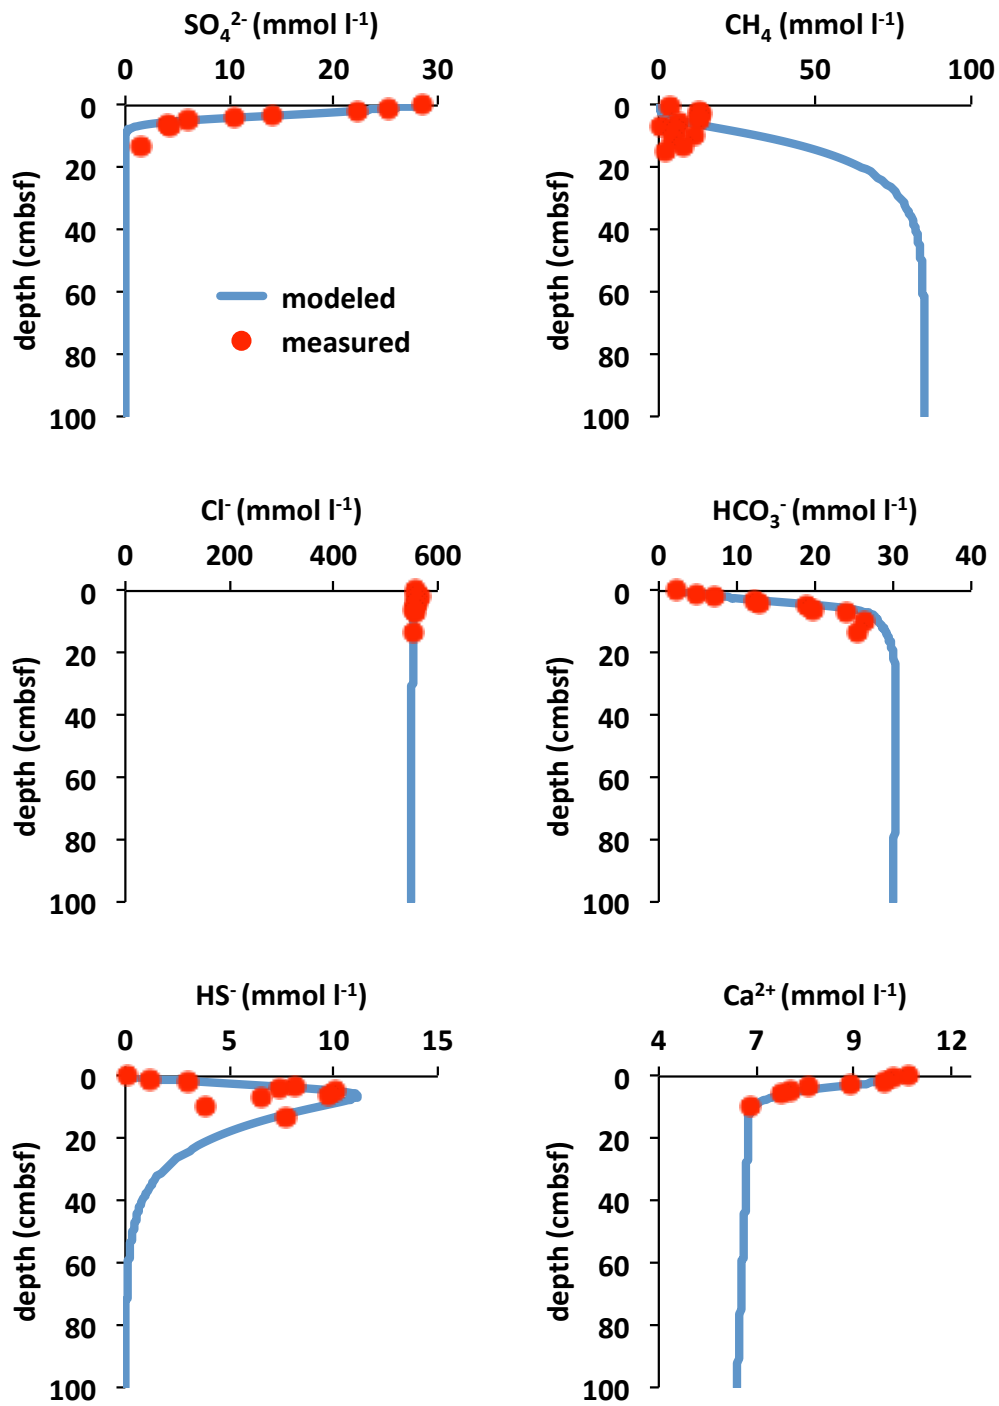 SO₄²⁻ (mmol l⁻¹)
0 10 20 30
0
20
40
60
80
100
depth (cmbsf)
modeled
measured
CH₄ (mmol l⁻¹)
0 50 100
0
20
40
60
80
100
depth (cmbsf)
Cl⁻ (mmol l⁻¹)
0 200 400 600
0
20
40
60
80
100
depth (cmbsf)
HCO₃⁻ (mmol l⁻¹)
0 10 20 30 40
0
20
40
60
80
100
depth (cmbsf)
HS⁻ (mmol l⁻¹)
0 5 10 15
0
20
40
60
80
100
depth (cmbsf)
Ca²⁺ (mmol l⁻¹)
4 7 9 12
0
20
40
60
80
100
depth (cmbsf)